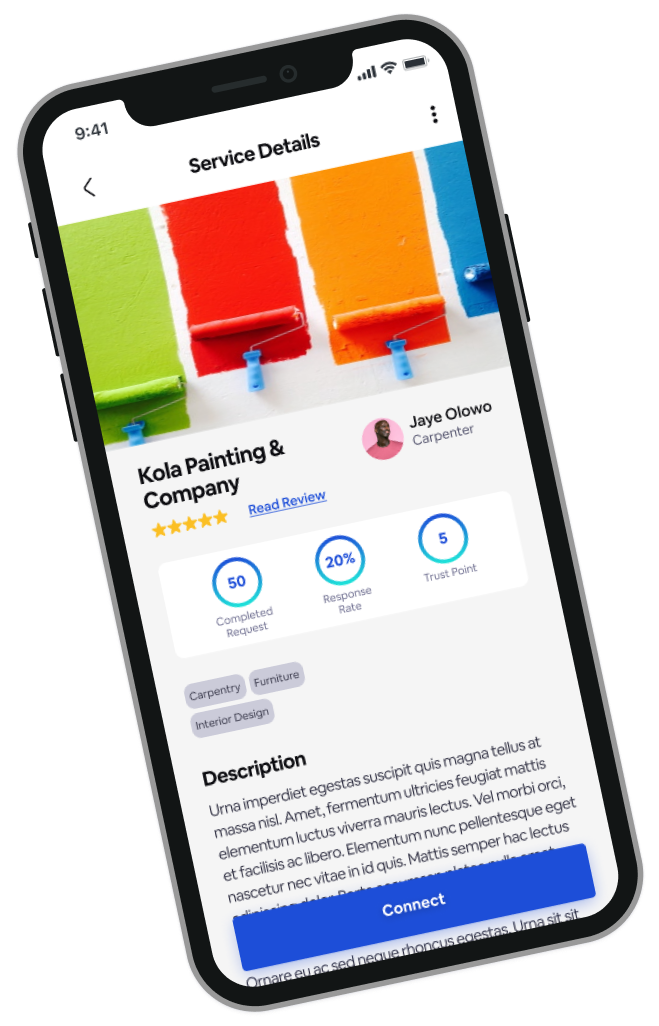 9:41
Service Details
Kola Painting &
Company
Jaye Olowo
Carpenter
Read Review
50
Completed
Request
20%
Response
Rate
5
Trust Point
Carpentry
Furniture
Interior Design
Description
Urna imperdiet egestas suscipit quis magna tellus at
massa nisl. Amet, fermentum ultricies feugiat mattis
elementum luctus viverra mauris lectus. Vel morbi orci,
et facilisis ac libero. Elementum nunc pellentesque eget
nascetur nec vitae in id quis. Mattis semper hac lectus
Connect
Ornare eu ac sed neque rhoncus egestas. Urna sit sit